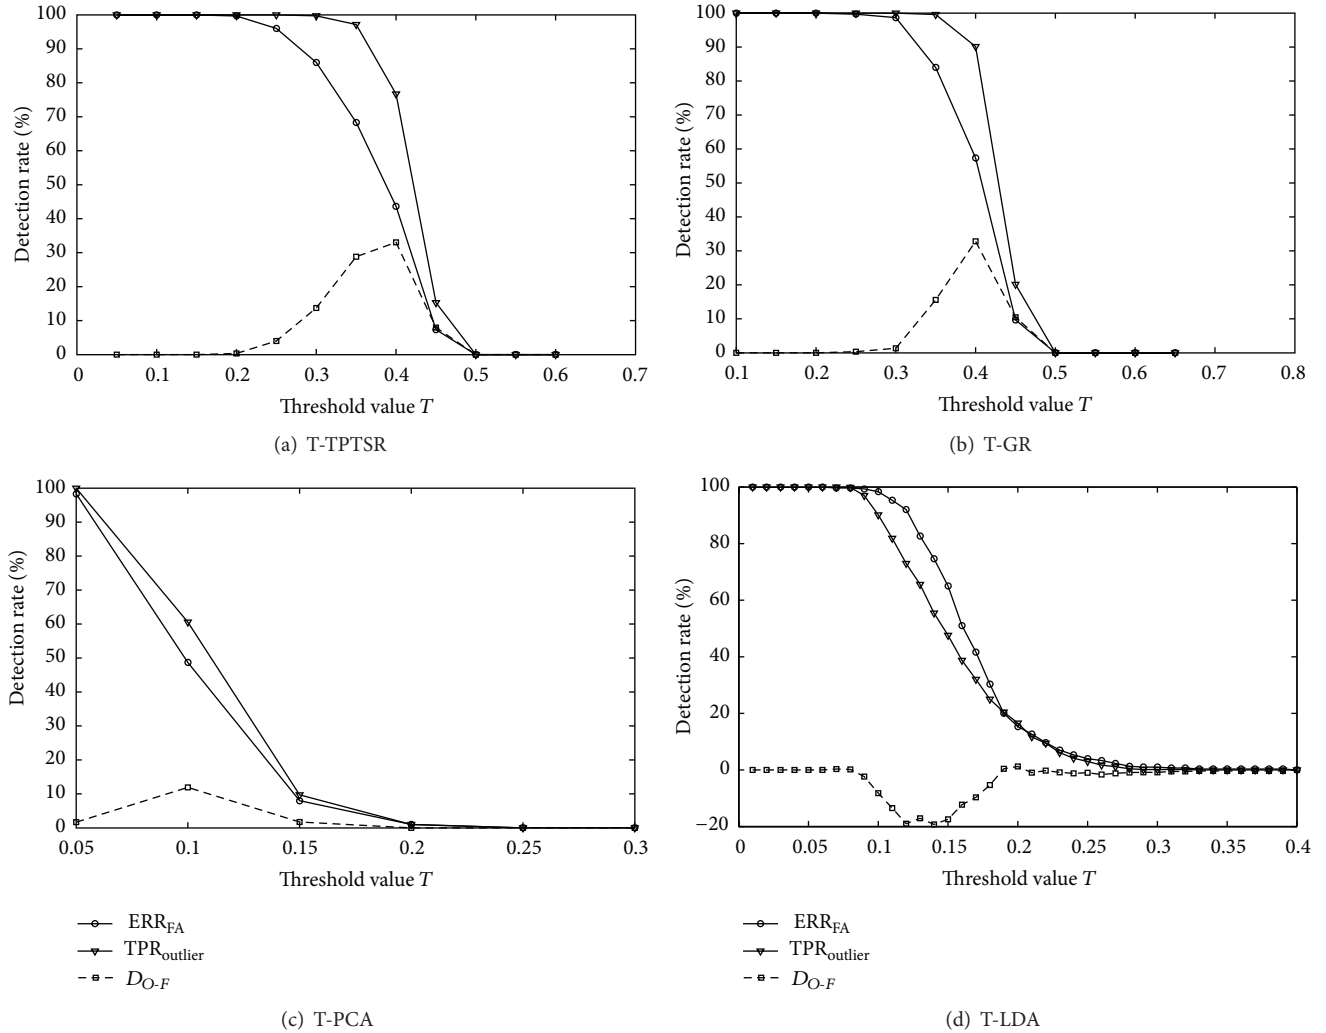 100
90
80
70
60
50
40
30
20
10
0
Detection rate (%)
0 0.1 0.2 0.3 0.4 0.5 0.6 0.7
Threshold value T
(a) T-TPTSR
100
90
80
70
60
50
40
30
20
10
0
Detection rate (%)
0.1 0.2 0.3 0.4 0.5 0.6 0.7 0.8
Threshold value T
(b) T-GR
100
90
80
70
60
50
40
30
20
10
0
Detection rate (%)
0.05 0.1 0.15 0.2 0.25 0.3
Threshold value T
ERR_FA
TPR_outlier
D_O-F
(c) T-PCA
100
80
60
40
20
0
−20
Detection rate (%)
0 0.05 0.1 0.15 0.2 0.25 0.3 0.35 0.4
Threshold value T
ERR_FA
TPR_outlier
D_O-F
(d) T-LDA